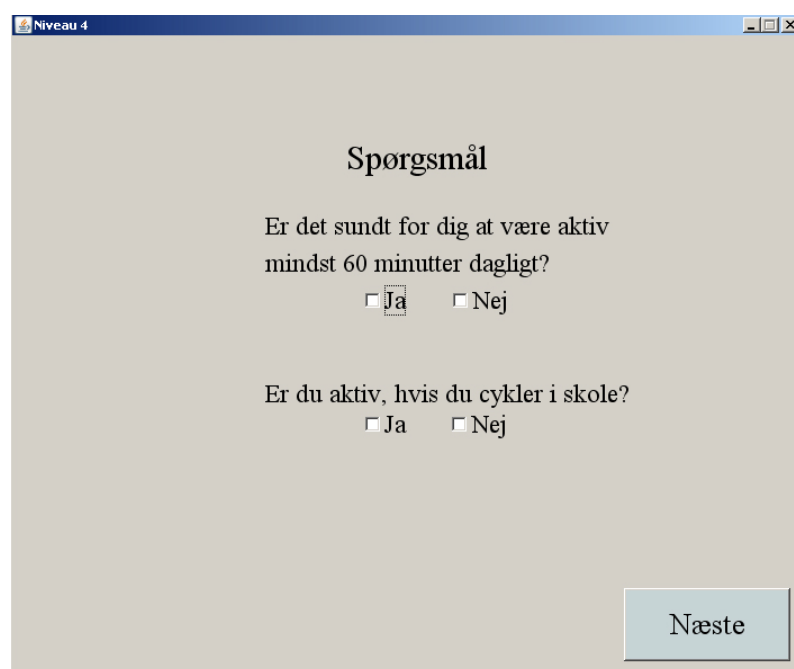 Niveau 4
Spørgsmål
Er det sundt for dig at være aktiv
mindst 60 minutter dagligt?
Ja Nej
Er du aktiv, hvis du cykler i skole?
Ja Nej
Næste